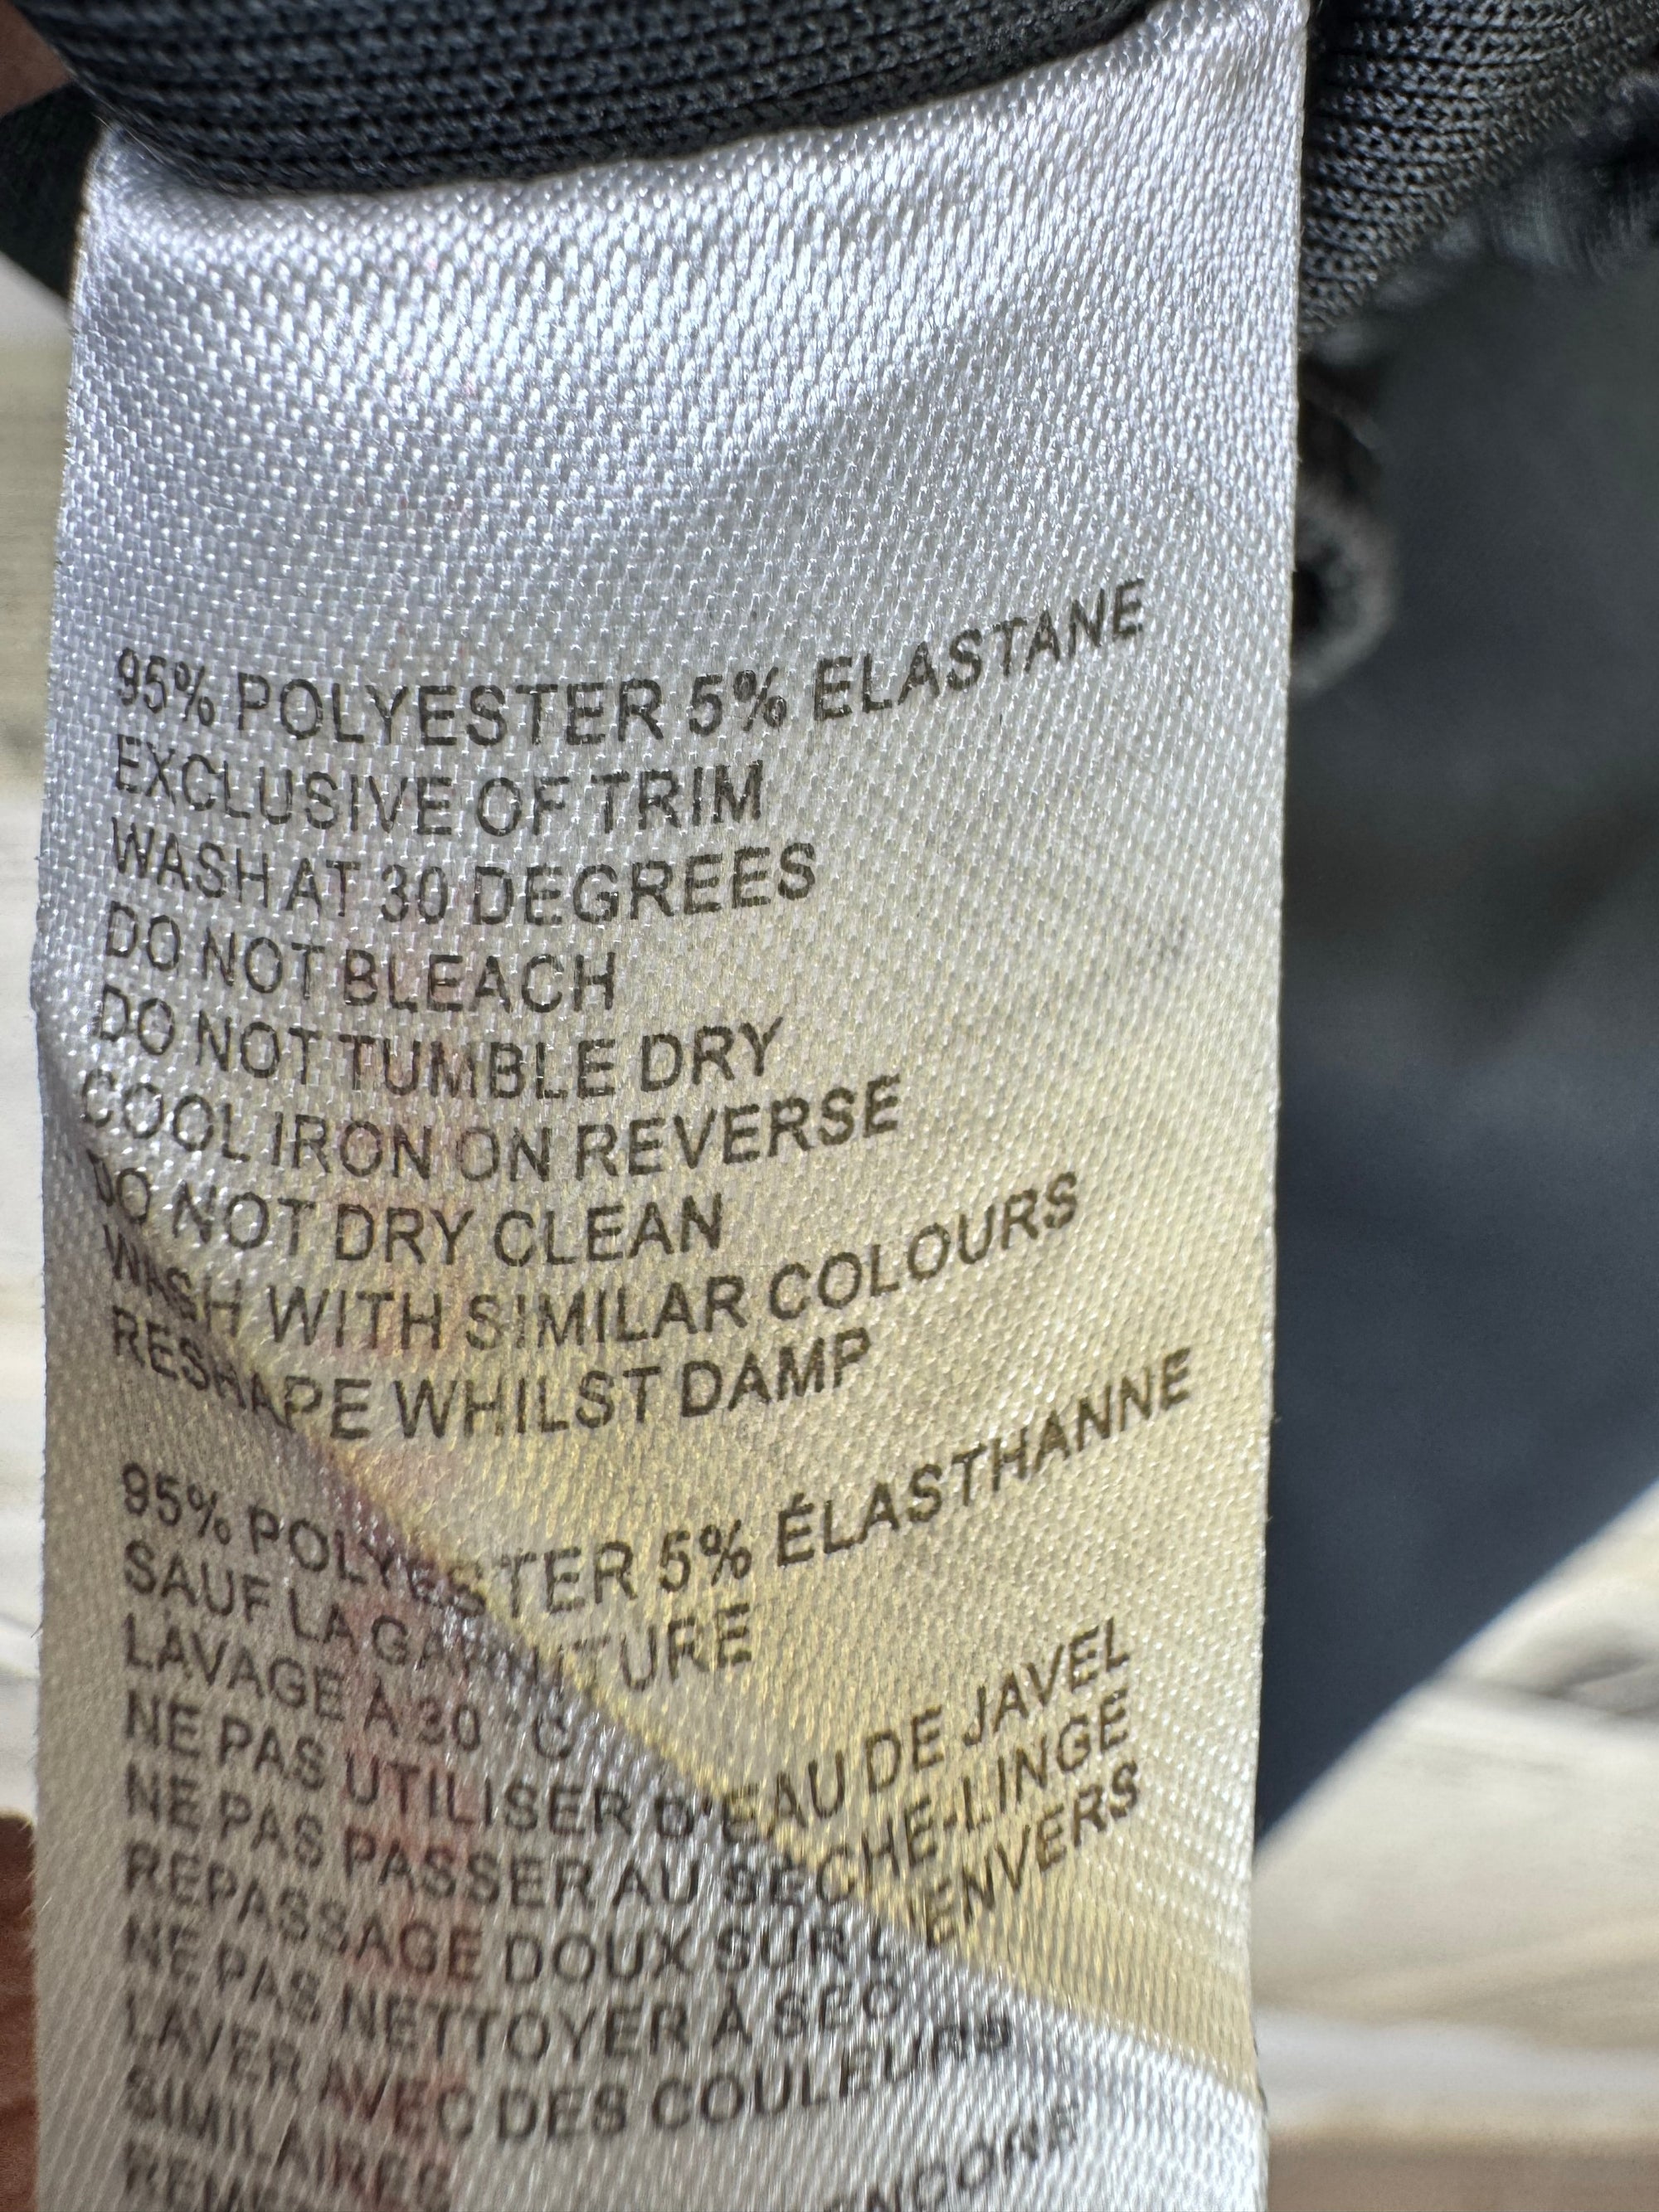 95% POLYESTER 5% ELASTANE
EXCLUSIVE OF TRIM
WASH AT 30 DEGREES
DO NOT BLEACH
DO NOT TUMBLE DRY
COOL IRON ON REVERSE
DO NOT DRY CLEAN
WASH WITH SIMILAR COLOURS
RESHAPE WHILST DAMP
95% POLYESTER 5% ÉLASTHANNE
SAUF LA GARNITURE
LAVAGE À 30 °C
NE PAS UTILISER D'EAU DE JAVEL
NE PAS PASSER AU SÈCHE-LINGE
REPASSAGE DOUX SUR L'ENVERS
NE PAS NETTOYER À SEC
LAVER AVEC DES COULEURS
SIMILAIRES
ENCORE